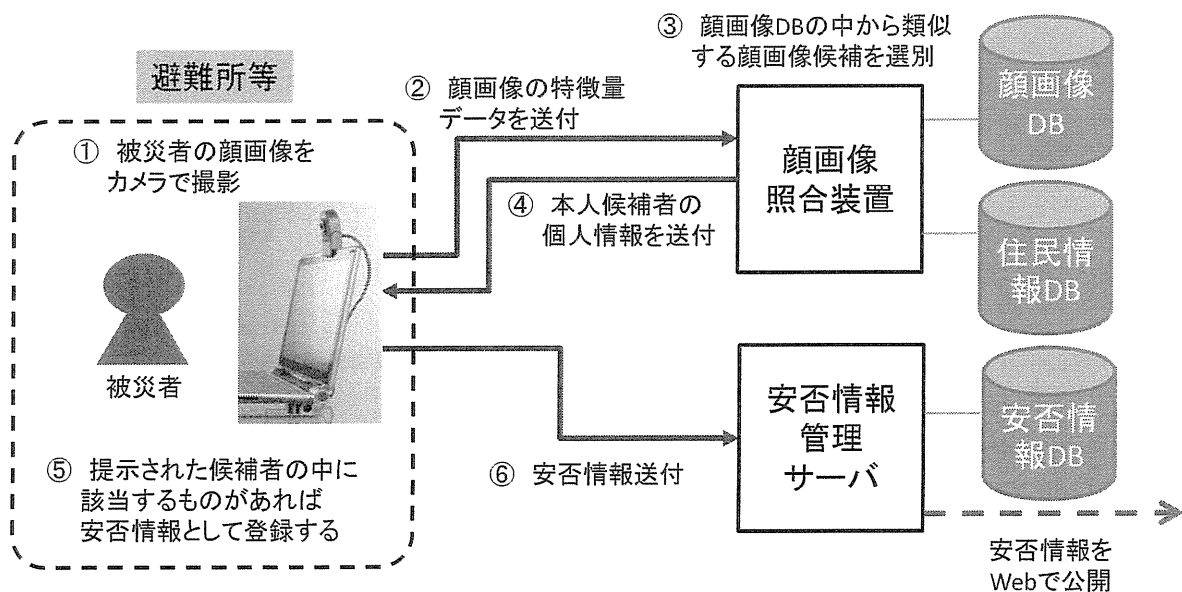 避難所等
① 被災者の顔画像を
カメラで撮影
被災者
⑤ 提示された候補者の中に
該当するものがあれば
安否情報として登録する
② 顔画像の特徴量
データを送付
③ 顔画像DBの中から類似
する顔画像候補を選別
④ 本人候補者の
個人情報を送付
顔画像
照合装置
顔画像
DB
住民情
報DB
⑥ 安否情報送付
安否情報
管理
サーバ
安否情
報DB
安否情報を
Webで公開